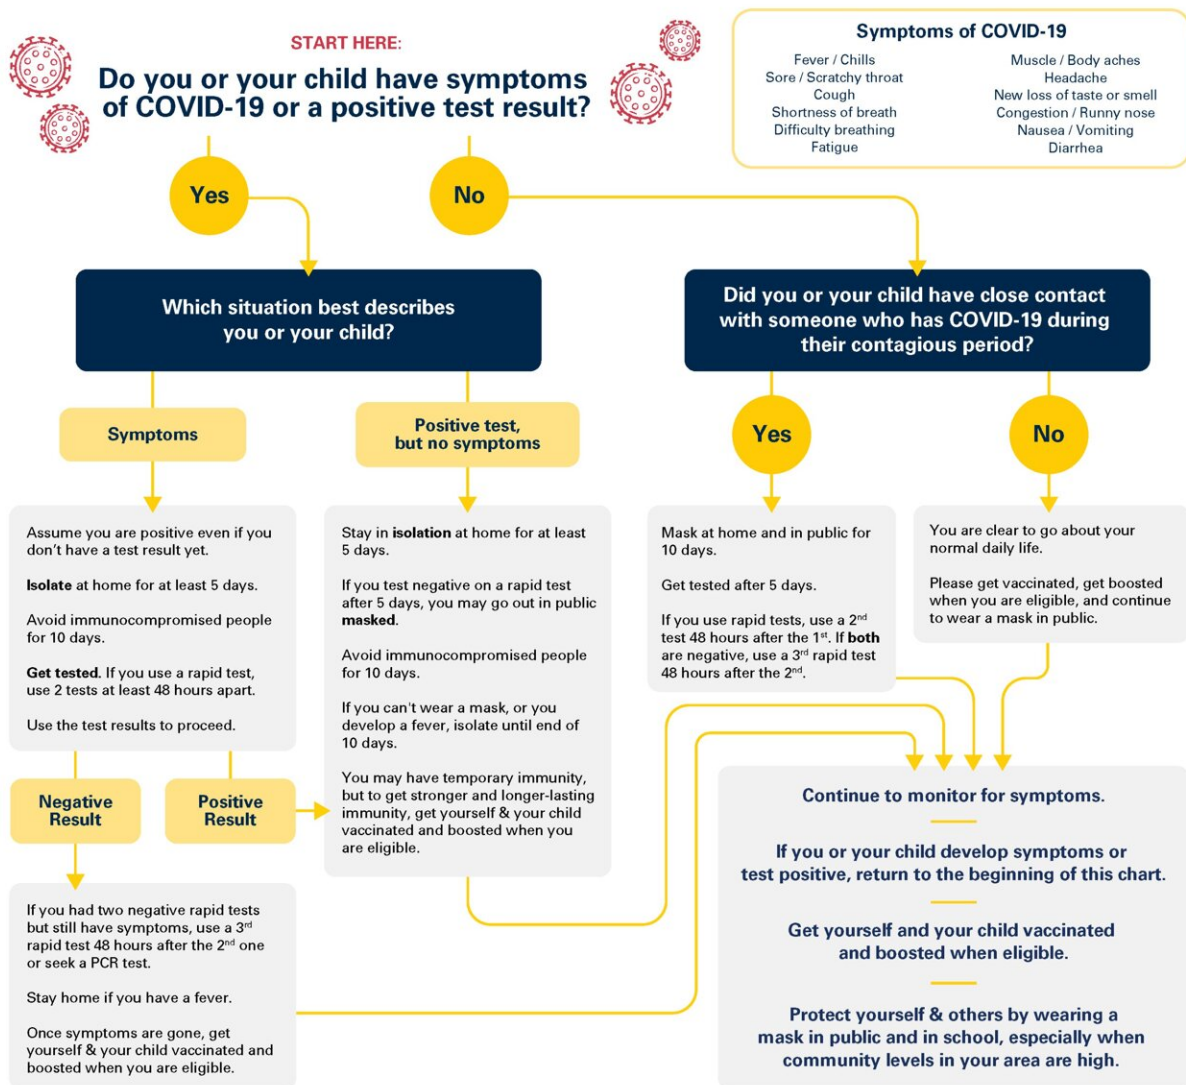 START HERE:
Do you or your child have symptoms
of COVID-19 or a positive test result?
Symptoms of COVID-19
Fever / Chills
Sore / Scratchy throat
Cough
Shortness of breath
Difficulty breathing
Fatigue
Muscle / Body aches
Headache
New loss of taste or smell
Congestion / Runny nose
Nausea / Vomiting
Diarrhea
Yes
No
Which situation best describes
you or your child?
Did you or your child have close contact
with someone who has COVID-19 during
their contagious period?
Symptoms
Positive test,
but no symptoms
Yes
No
Assume you are positive even if you
don't have a test result yet.
Isolate at home for at least 5 days.
Avoid immunocompromised people
for 10 days.
Get tested. If you use a rapid test,
use 2 tests at least 48 hours apart.
Use the test results to proceed.
Stay in isolation at home for at least
5 days.
If you test negative on a rapid test
after 5 days, you may go out in public
masked.
Avoid immunocompromised people
for 10 days.
If you can't wear a mask, or you
develop a fever, isolate until end of
10 days.
You may have temporary immunity,
but to get stronger and longer-lasting
immunity, get yourself & your child
vaccinated and boosted when you
are eligible.
Mask at home and in public for
10 days.
Get tested after 5 days.
If you use rapid tests, use a 2nd
test 48 hours after the 1st. If both
are negative, use a 3rd rapid test
48 hours after the 2nd.
You are clear to go about your
normal daily life.
Please get vaccinated, get boosted
when you are eligible, and continue
to wear a mask in public.
Negative
Result
Positive
Result
If you had two negative rapid tests
but still have symptoms, use a 3rd
rapid test 48 hours after the 2nd one
or seek a PCR test.
Stay home if you have a fever.
Once symptoms are gone, get
yourself & your child vaccinated and
boosted when you are eligible.
Continue to monitor for symptoms.
If you or your child develop symptoms or
test positive, return to the beginning of this chart.
Get yourself and your child vaccinated
and boosted when eligible.
Protect yourself & others by wearing a
mask in public and in school, especially when
community levels in your area are high.